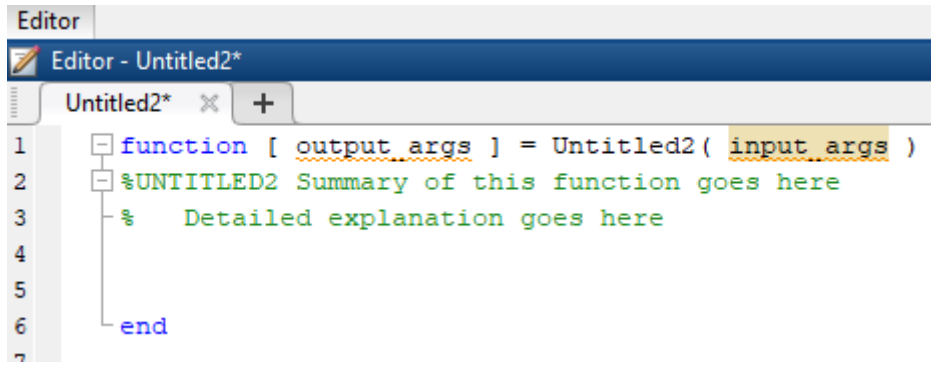 Editor
Editor - Untitled2*
Untitled2*
1 function [ output_args ] = Untitled2( input_args )
2 %UNTITLED2 Summary of this function goes here
3 %   Detailed explanation goes here
4
5
6 end
7